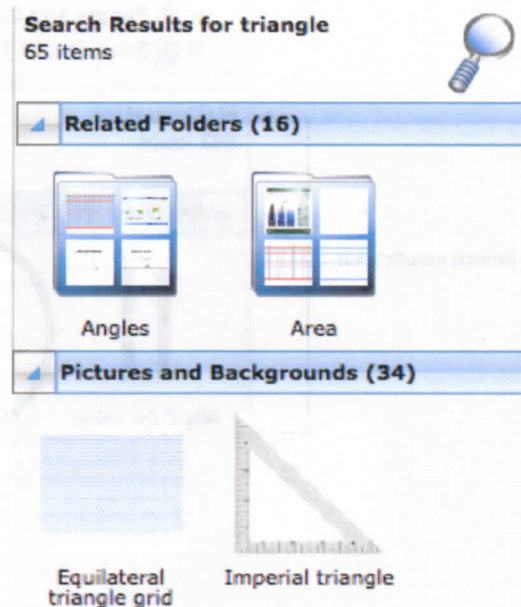 Search Results for triangle
65 items
Related Folders (16)
Angles
Area
Pictures and Backgrounds (34)
Equilateral
triangle grid
Imperial triangle